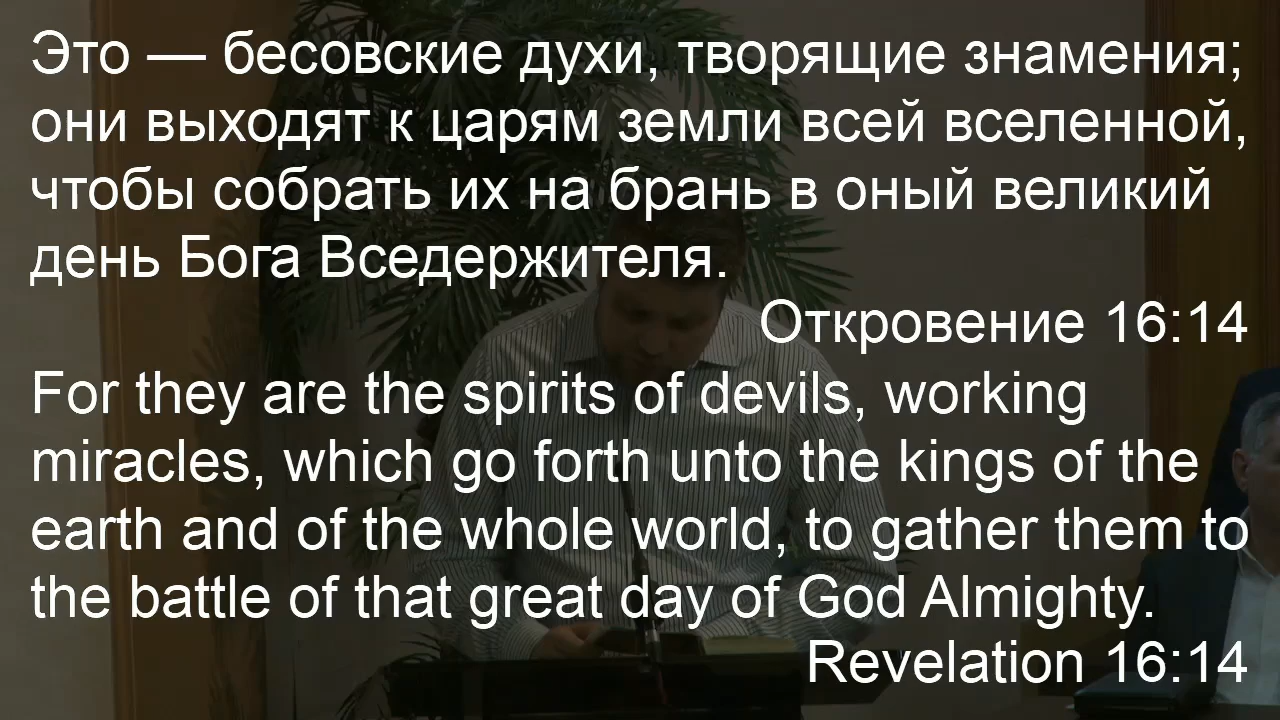 Это — бесовские духи, творящие знамения;
они выходят к царям земли всей вселенной,
чтобы собрать их на брань в оный великий
день Бога Вседержителя.
Откровение 16:14
For they are the spirits of devils, working
miracles, which go forth unto the kings of the
earth and of the whole world, to gather them to
the battle of that great day of God Almighty.
Revelation 16:14